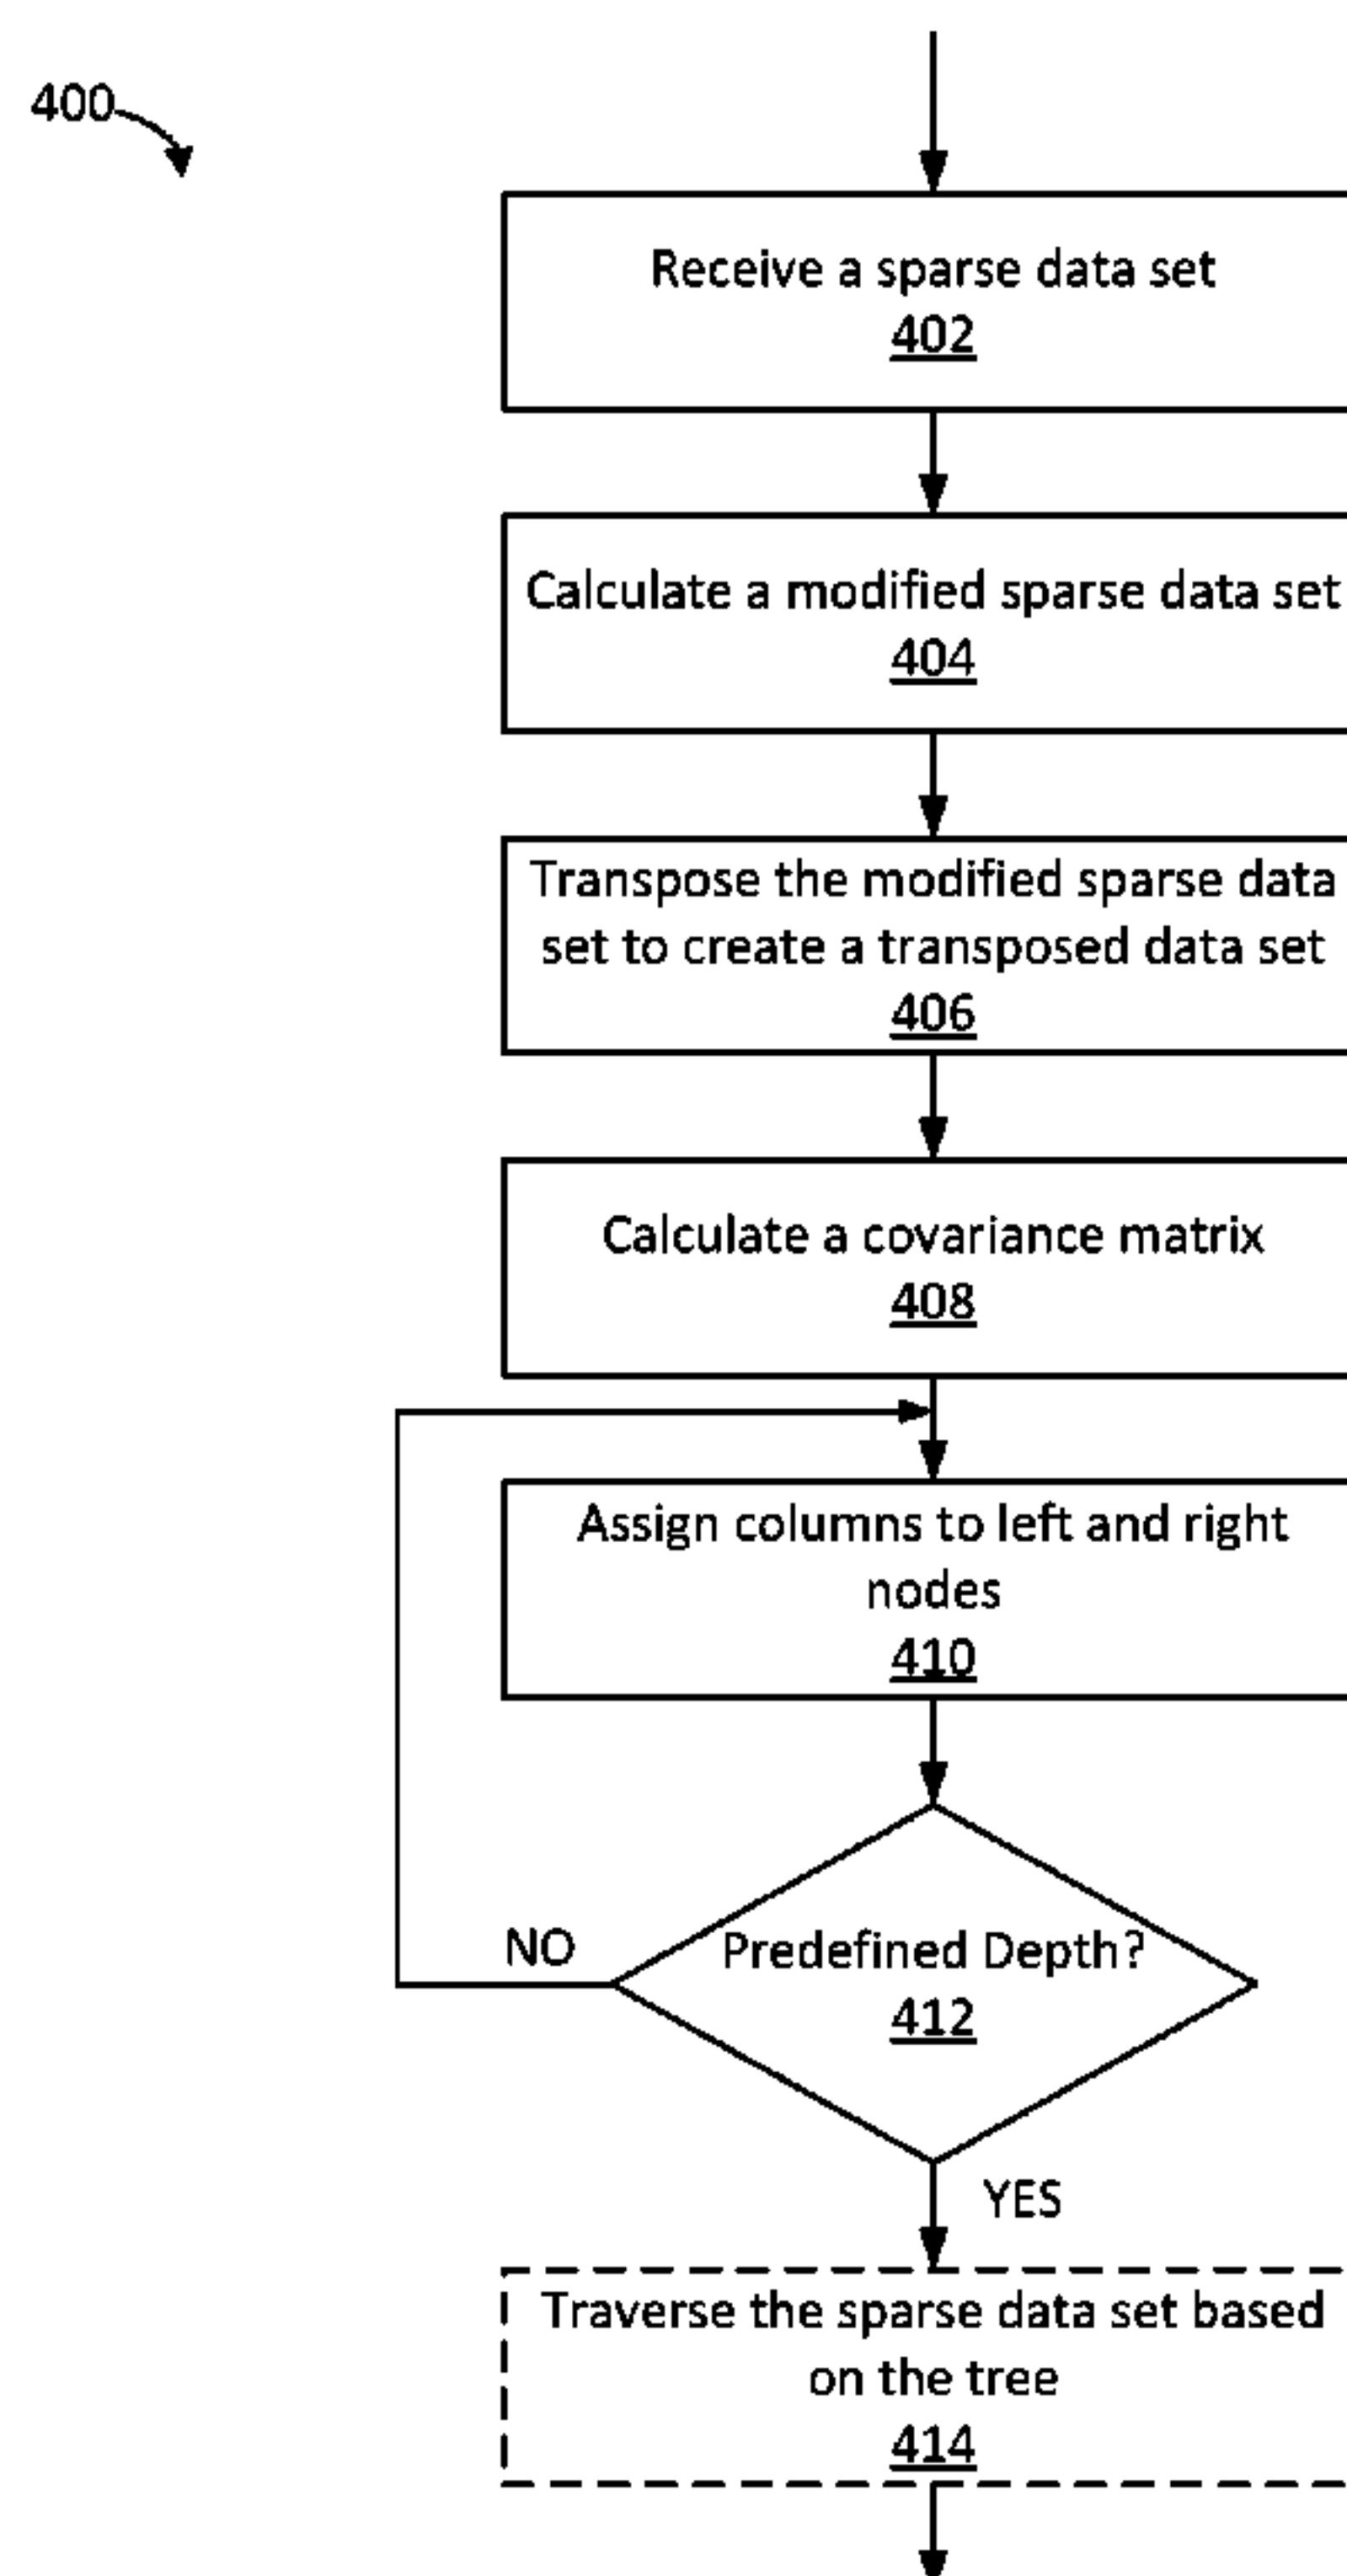 400
Receive a sparse data set
402
Calculate a modified sparse data set
404
Transpose the modified sparse data
set to create a transposed data set
406
Calculate a covariance matrix
408
Assign columns to left and right
nodes
410
NO
Predefined Depth?
412
YES
Traverse the sparse data set based
on the tree
414